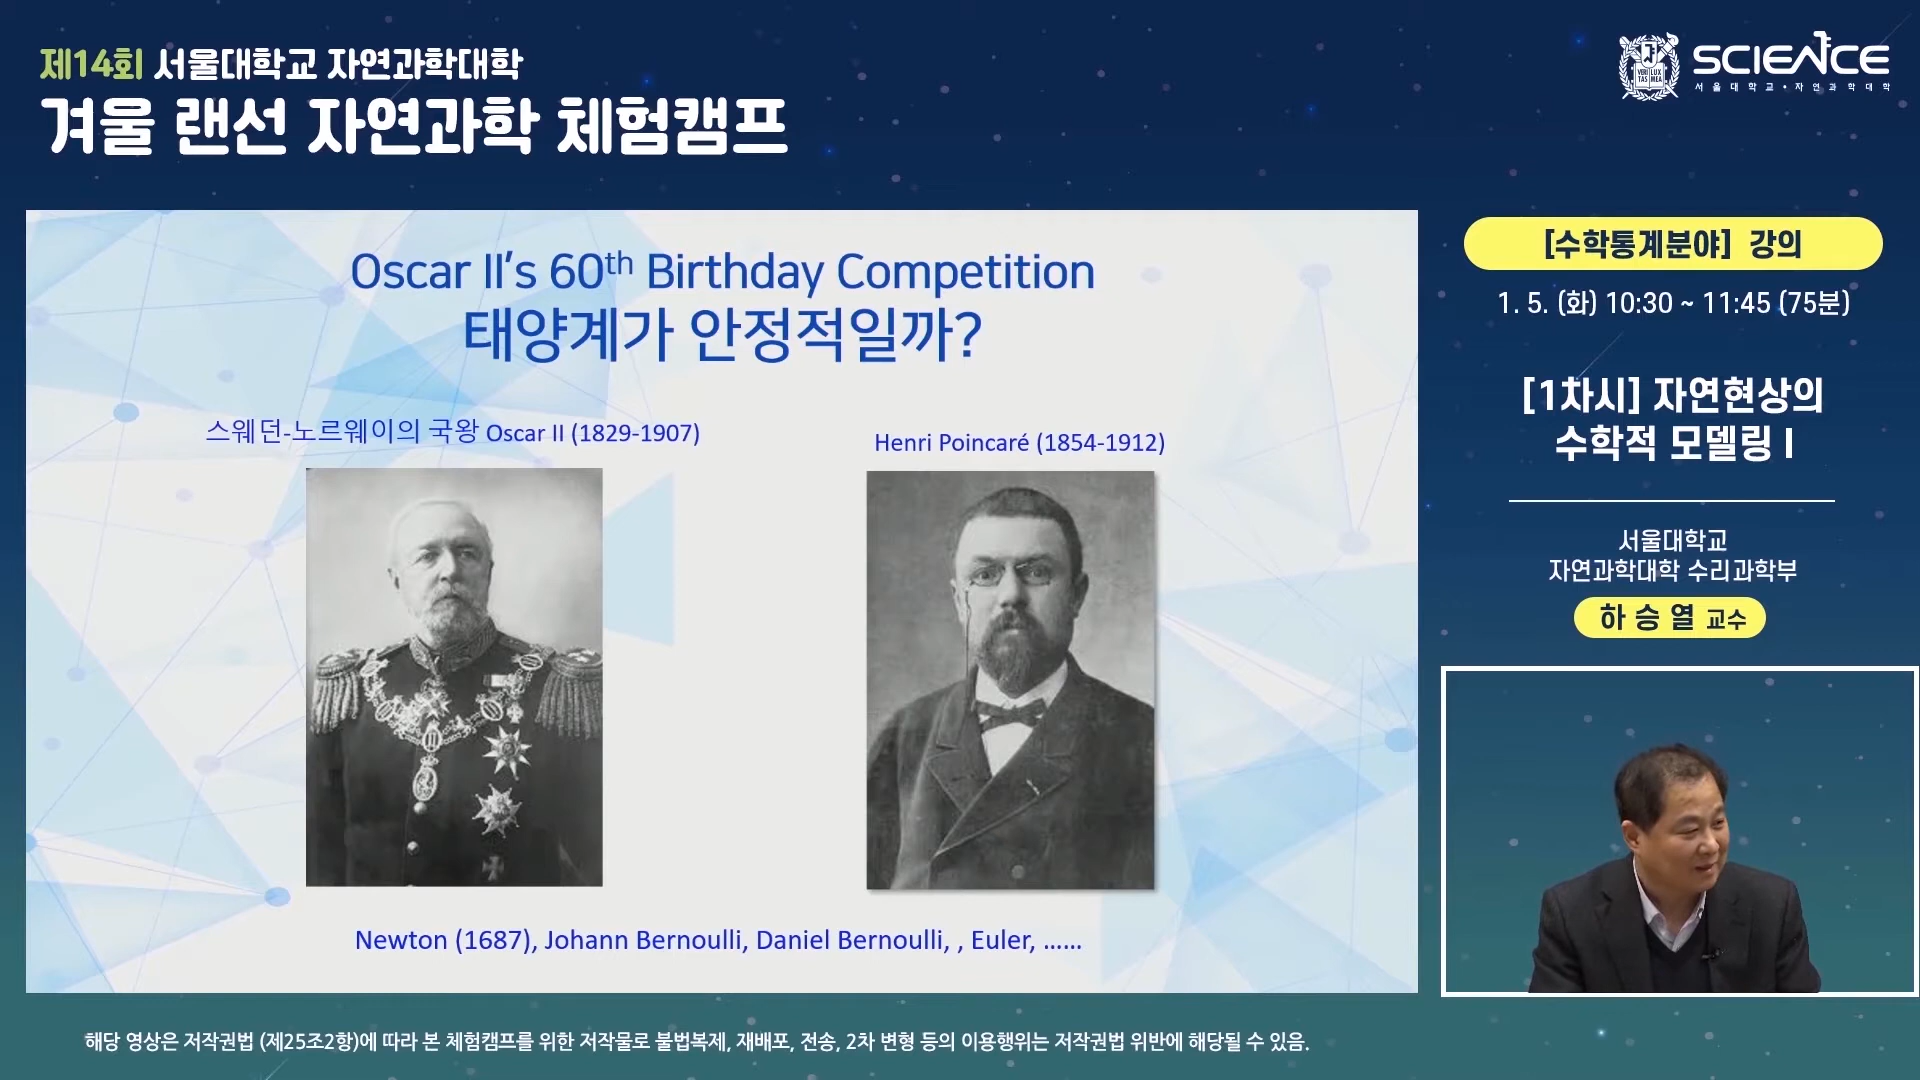 제14회 서울대학교 자연과학대학
겨울 랜선 자연과학 체험캠프
VERI LUX
TAS MEA
SCIENCE
서울대학교•자연과학대학
Oscar II's 60th Birthday Competition
태양계가 안정적일까?
스웨덴-노르웨이의 국왕 Oscar II (1829-1907)
Henri Poincaré (1854-1912)
Newton (1687), Johann Bernoulli, Daniel Bernoulli, , Euler, ......
[수학통계분야] 강의
1. 5. (화) 10:30 ~ 11:45 (75분)
[1차시] 자연현상의
수학적 모델링 I
서울대학교
자연과학대학 수리과학부
하 승 열 교수
해당 영상은 저작권법 (제25조2항)에 따라 본 체험캠프를 위한 저작물로 불법복제, 재배포, 전송, 2차 변형 등의 이용행위는 저작권법 위반에 해당될 수 있음.